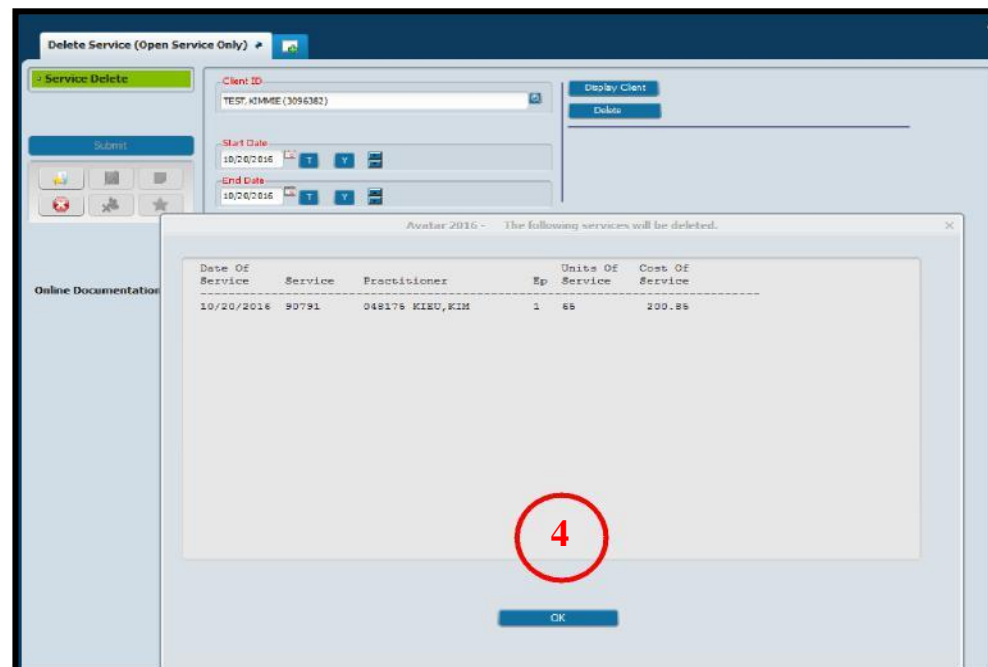 Delete Service (Open Service Only)
Service Delete
Submit
Online Documentation
Client ID
TEST, KIMMIE (3096382)
Start Date
10/20/2016 T Y
End Date
10/20/2016 T Y
Display Client
Delete
Avatar 2016 - The following services will be deleted.
Date Of Units Of Cost Of
Service Service Practitioner Ep Service Service
10/20/2016 90791 048176 KIEU,KIM 1 65 200.85
4
OK